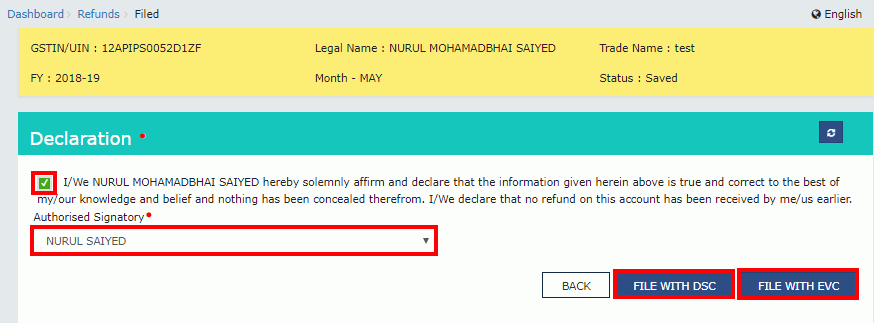 Dashboard › Refunds › Filed English
GSTIN/UIN : 12APIPS0052D1ZF Legal Name : NURUL MOHAMADBHAI SAIYED Trade Name : test
FY : 2018-19 Month - MAY Status : Saved
Declaration •
I/We NURUL MOHAMADBHAI SAIYED hereby solemnly affirm and declare that the information given herein above is true and correct to the best of
my/our knowledge and belief and nothing has been concealed therefrom. I/We declare that no refund on this account has been received by me/us earlier.
Authorised Signatory•
NURUL SAIYED
BACK FILE WITH DSC FILE WITH EVC